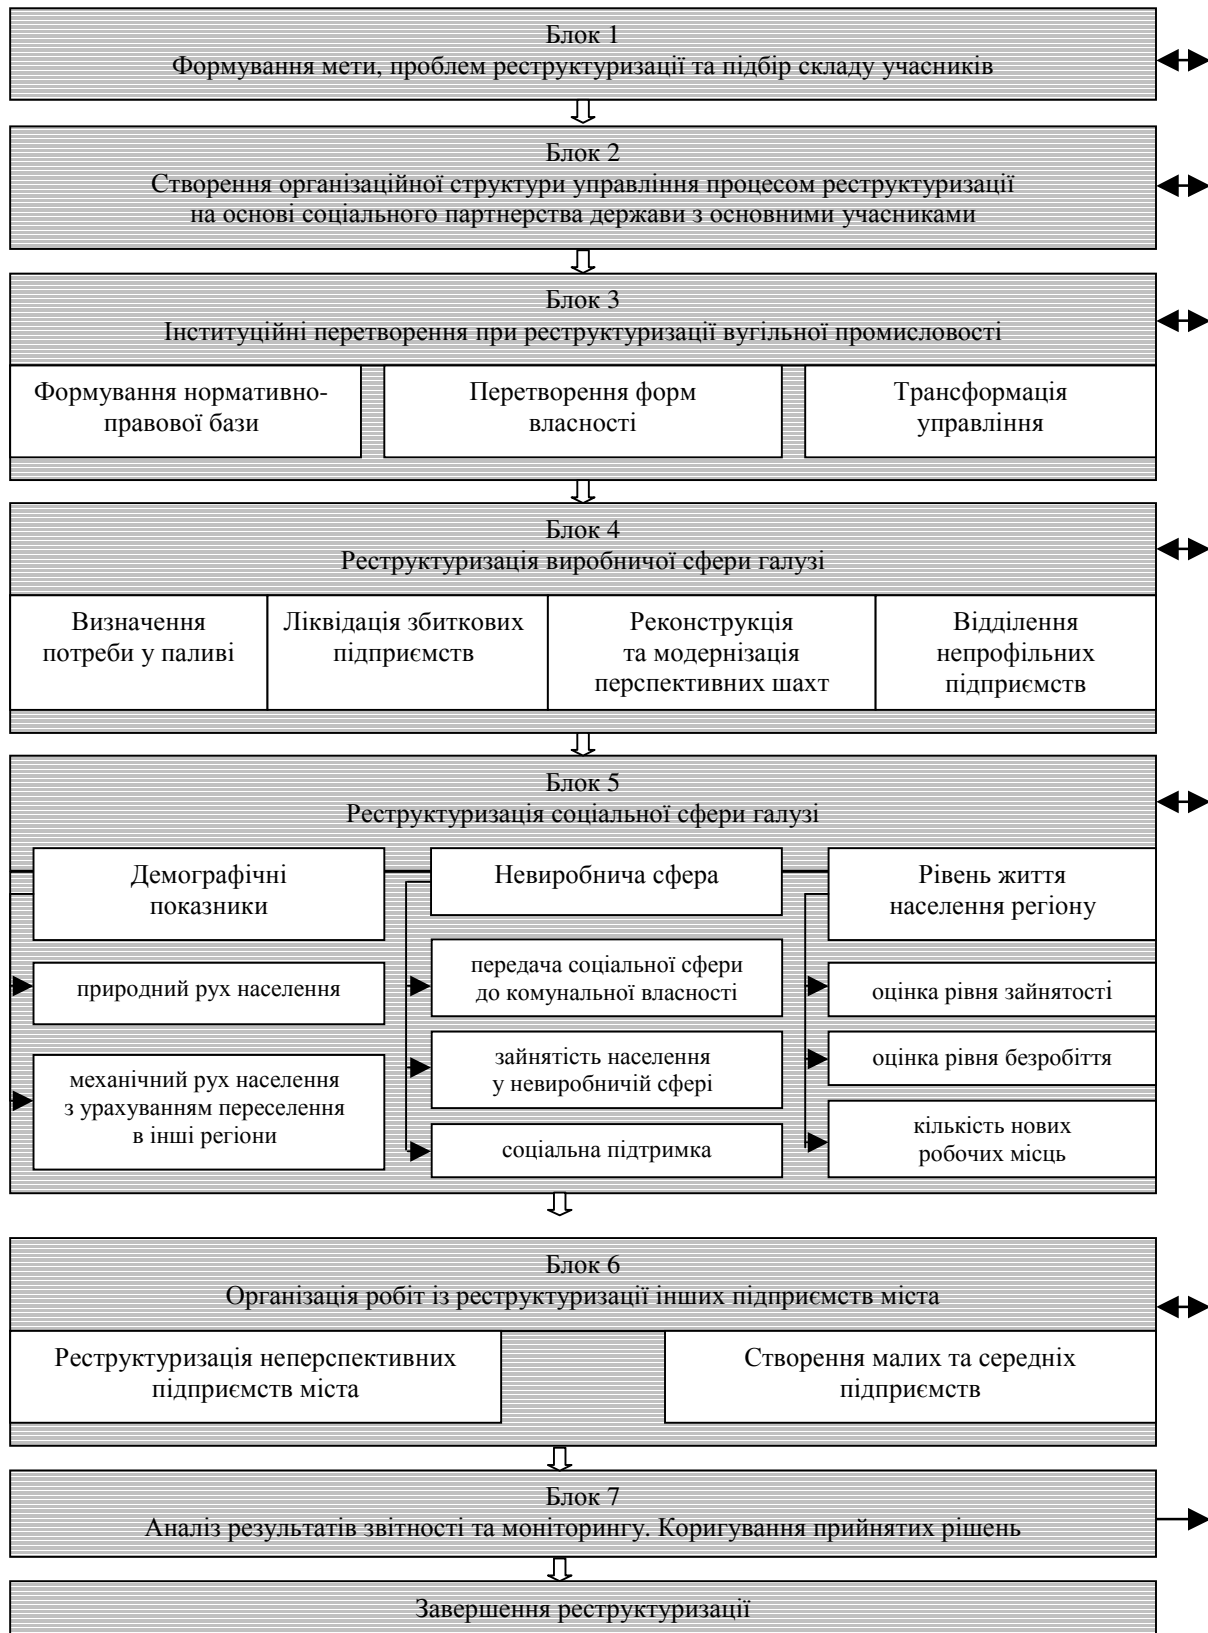 Блок 1
Формування мети, проблем реструктуризації та підбір складу учасників
Блок 2
Створення організаційної структури управління процесом реструктуризації
на основі соціального партнерства держави з основними учасниками
Блок 3
Інституційні перетворення при реструктуризації вугільної промисловості
Формування нормативно-
правової бази
Перетворення форм
власності
Трансформація
управління
Блок 4
Реструктуризація виробничої сфери галузі
Визначення
потреби у паливі
Ліквідація збиткових
підприємств
Реконструкція
та модернізація
перспективних шахт
Відділення
непрофільних
підприємств
Блок 5
Реструктуризація соціальної сфери галузі
Демографічні
показники
природний рух населення
механічний рух населення
з урахуванням переселення
в інші регіони
Невиробнича сфера
передача соціальної сфери
до комунальної власності
зайнятість населення
у невиробничій сфері
соціальна підтримка
Рівень життя
населення регіону
оцінка рівня зайнятості
оцінка рівня безробіття
кількість нових
робочих місць
Блок 6
Організація робіт із реструктуризації інших підприємств міста
Реструктуризація неперспективних
підприємств міста
Створення малих та середніх
підприємств
Блок 7
Аналіз результатів звітності та моніторингу. Коригування прийнятих рішень
Завершення реструктуризації